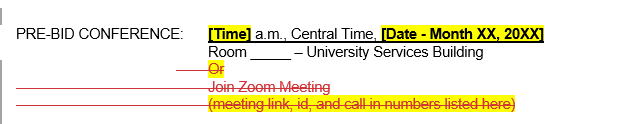 PRE-BID CONFERENCE: [Time] a.m., Central Time, [Date - Month XX, 20XX]
Room _____ – University Services Building
Or
Join Zoom Meeting
(meeting link, id, and call in numbers listed here)